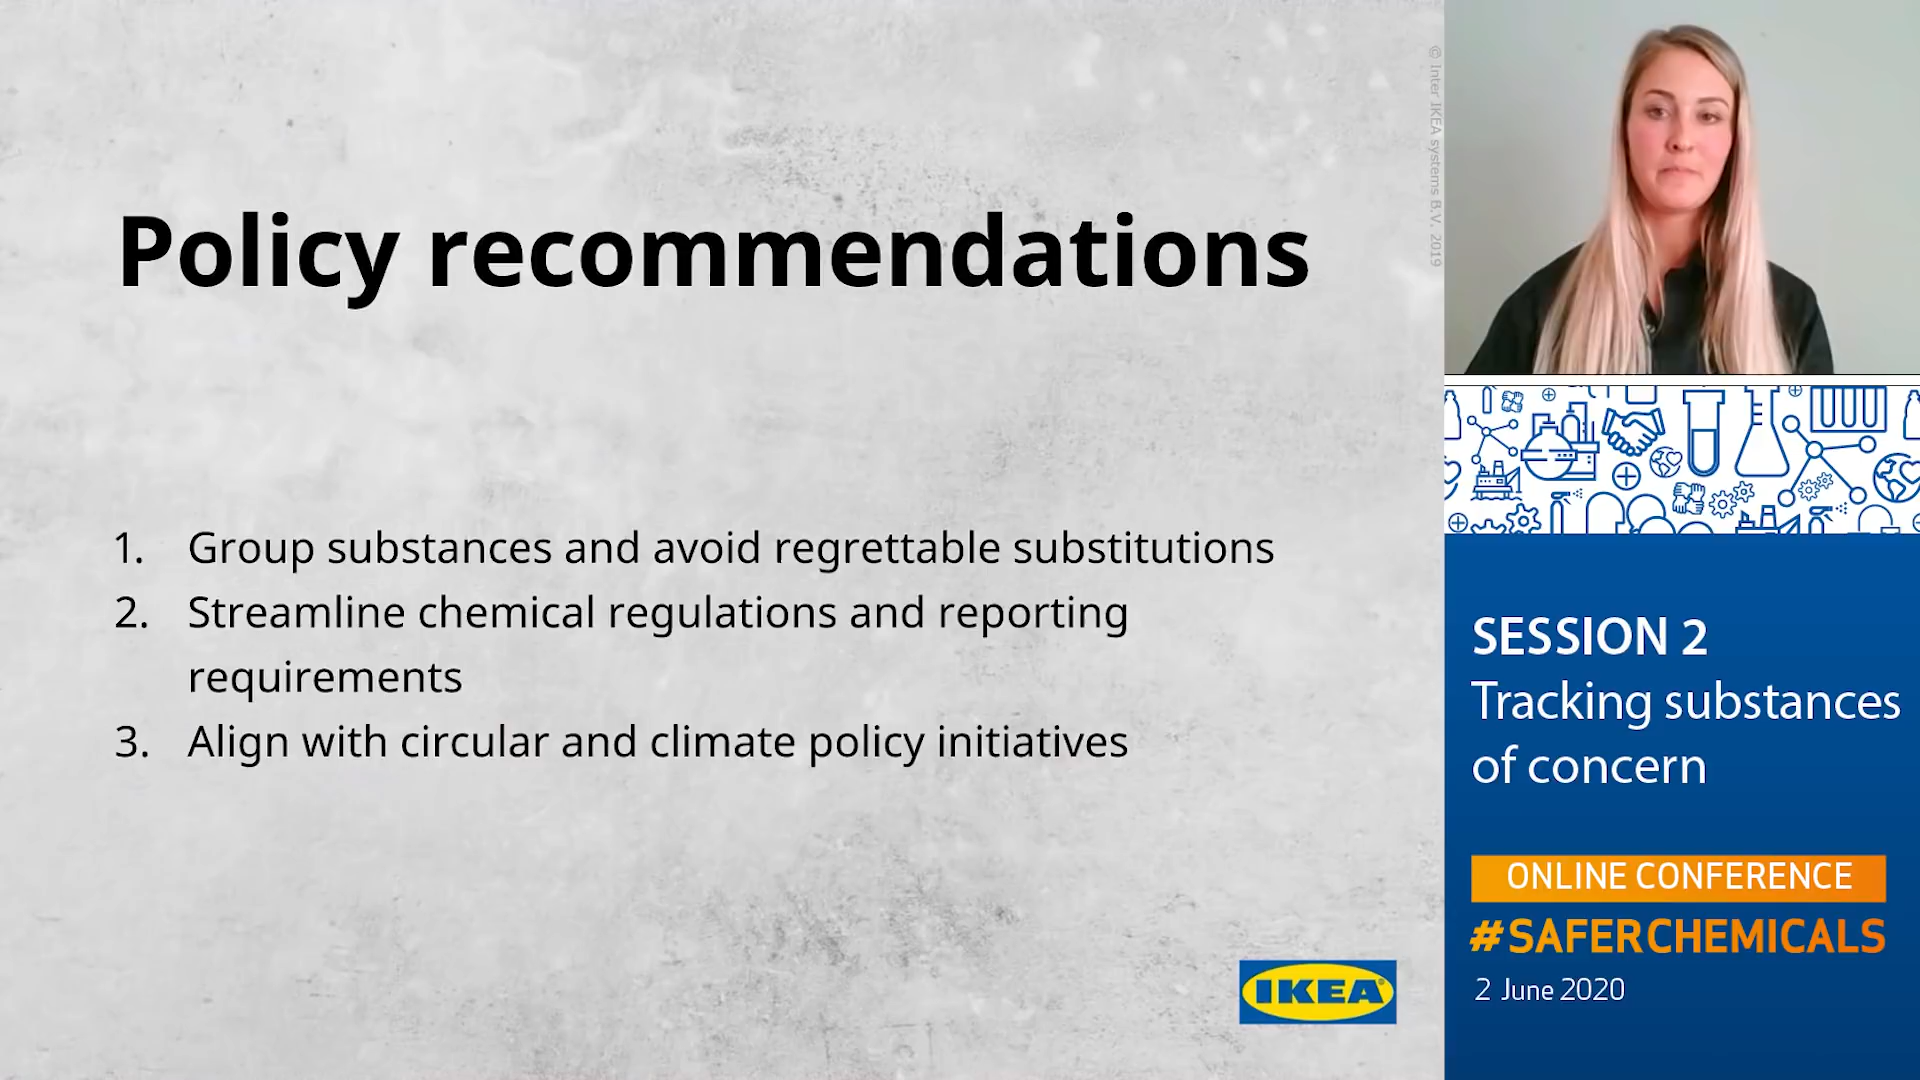 Policy recommendations
1. Group substances and avoid regrettable substitutions
2. Streamline chemical regulations and reporting
requirements
3. Align with circular and climate policy initiatives
IKEA
© Inter IKEA systems B.V. 2019
SESSION 2
Tracking substances
of concern
ONLINE CONFERENCE
#SAFERCHEMICALS
2 June 2020